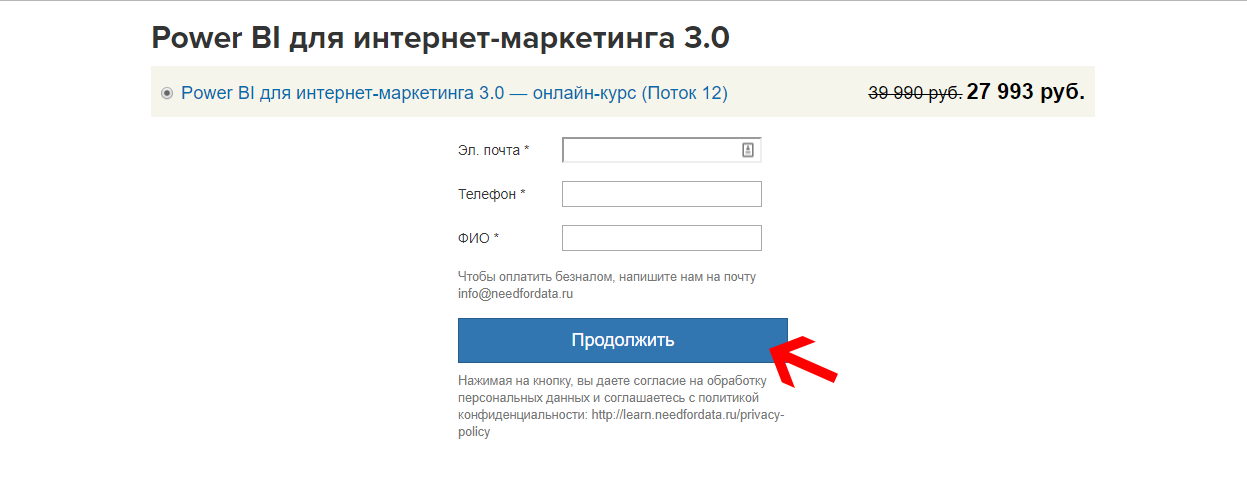 Power BI для интернет-маркетинга 3.0
Power BI для интернет-маркетинга 3.0 — онлайн-курс (Поток 12) 39 990 руб. 27 993 руб.
Эл. почта *
Телефон *
ФИО *
Чтобы оплатить безналом, напишите нам на почту
info@needfordata.ru
Продолжить
Нажимая на кнопку, вы даете согласие на обработку
персональных данных и соглашаетесь с политикой
конфиденциальности: http://learn.needfordata.ru/privacy-
policy